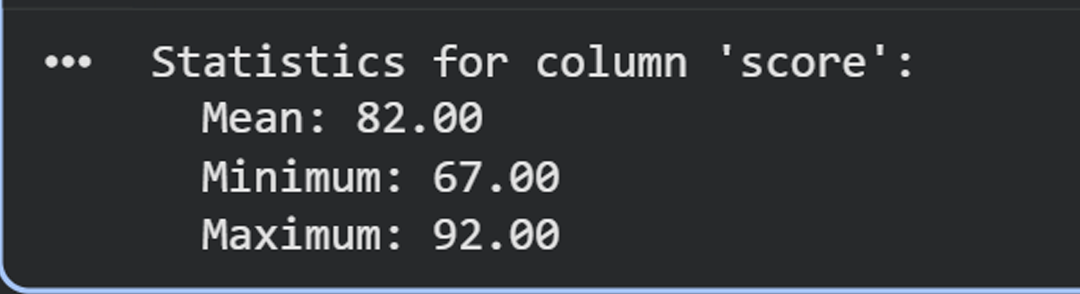 Statistics for column 'score':
Mean: 82.00
Minimum: 67.00
Maximum: 92.00